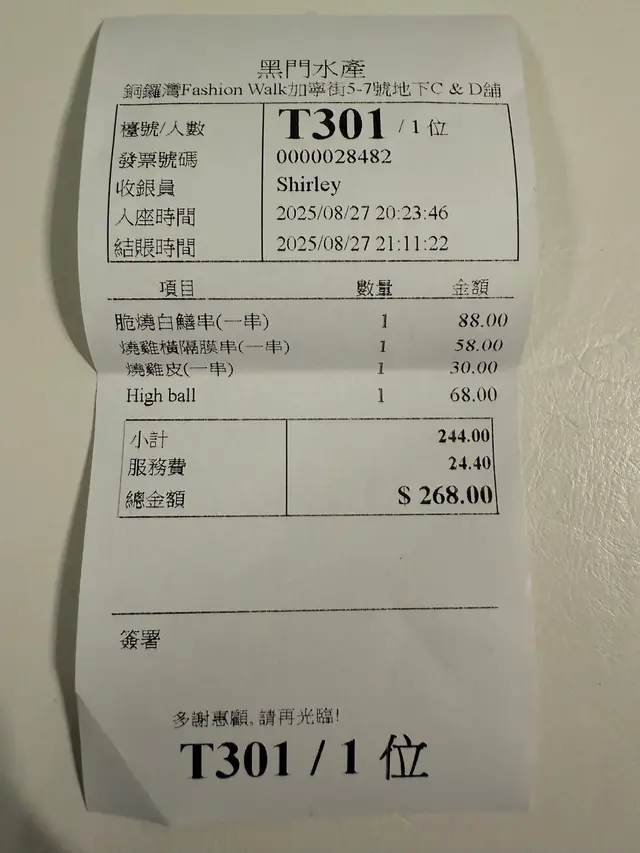 黑門水產
銅鑼灣Fashion Walk加寧街5-7號地下C & D舖
檯號/人數 T301 / 1 位
發票號碼 0000028482
收銀員 Shirley
入座時間 2025/08/27 20:23:46
結賬時間 2025/08/27 21:11:22
項目 數量 金額
脆燒白鱔串(一串) 1 88.00
燒雞橫隔膜串(一串) 1 58.00
燒雞皮(一串) 1 30.00
High ball 1 68.00
小計 244.00
服務費 24.40
總金額 $ 268.00
簽署
多謝惠顧, 請再光臨!
T301 / 1 位